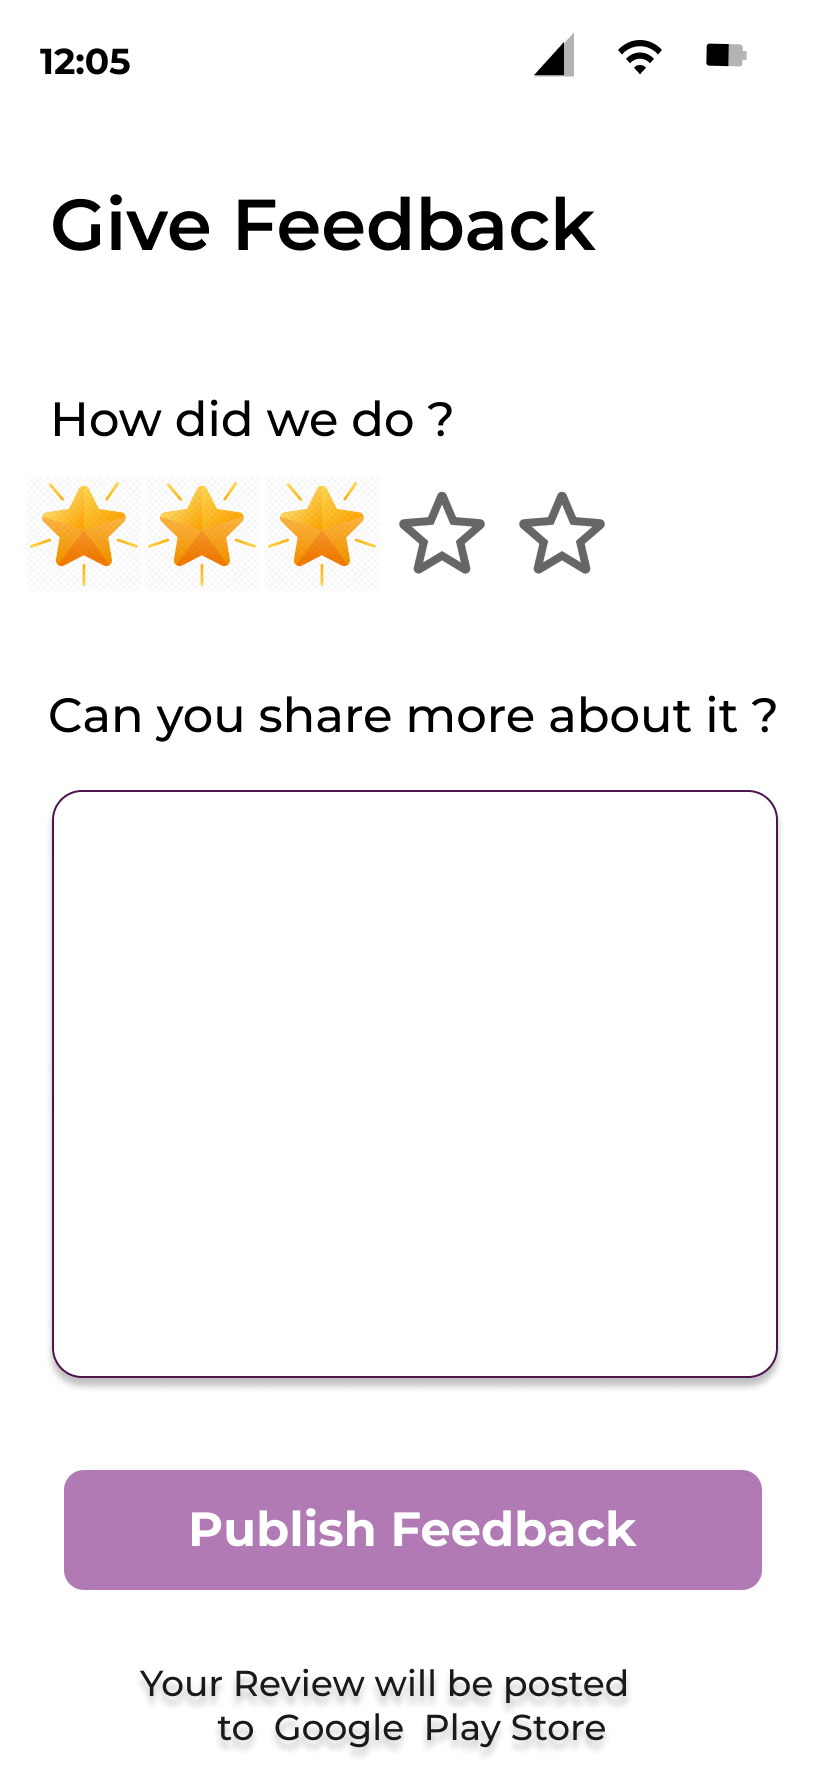 12:05
Give Feedback
How did we do ?
Can you share more about it ?
Publish Feedback
Your Review will be posted
to Google Play Store